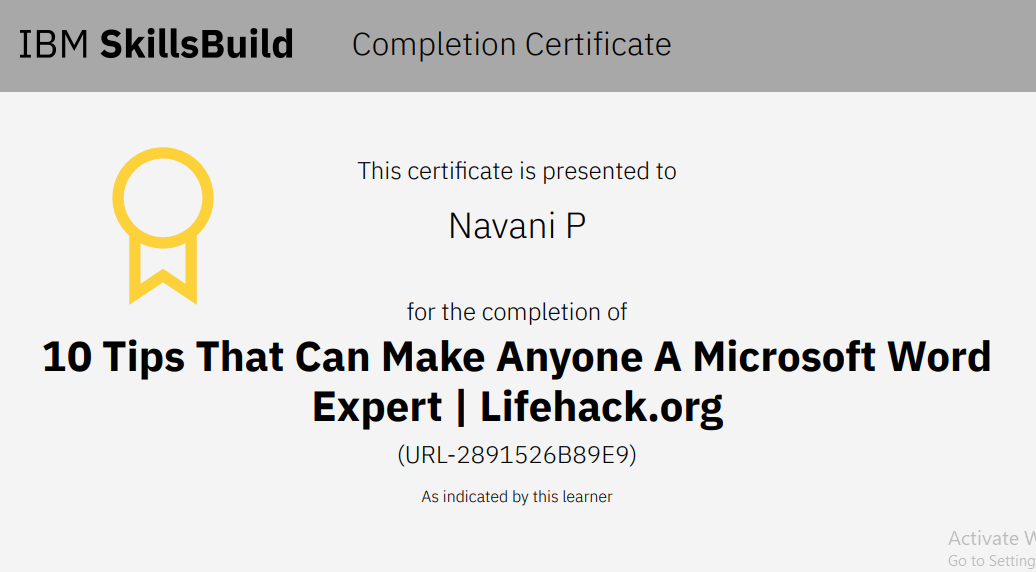 IBM SkillsBuild Completion Certificate
This certificate is presented to
Navani P
for the completion of
10 Tips That Can Make Anyone A Microsoft Word
Expert | Lifehack.org
(URL-2891526B89E9)
As indicated by this learner
Activate W
Go to Setting